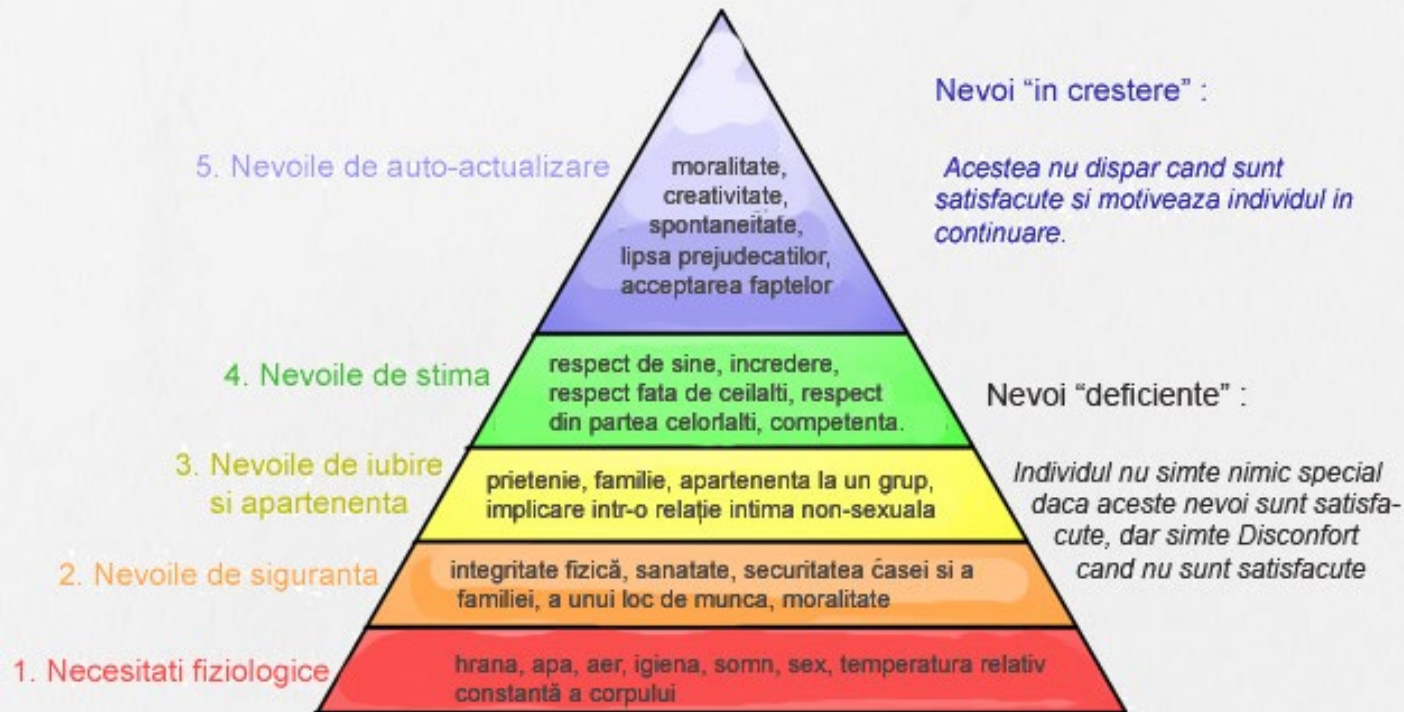 Nevoi “in crestere” :
Acestea nu dispar cand sunt
satisfacute si motiveaza individul in
continuare.
5. Nevoile de auto-actualizare
moralitate,
creativitate,
spontaneitate,
lipsa prejudecatilor,
acceptarea faptelor
4. Nevoile de stima
respect de sine, incredere,
respect fata de ceilalti, respect
din partea celorlalti, competenta.
Nevoi “deficiente” :
Individul nu simte nimic special
daca aceste nevoi sunt satisfa-
cute, dar simte Disconfort
cand nu sunt satisfacute
3. Nevoile de iubire
si apartenenta
prietenie, familie, apartenenta la un grup,
implicare intr-o relație intima non-sexuala
2. Nevoile de siguranta
integritate fizică, sanatate, securitatea casei si a
familiei, a unui loc de munca, moralitate
1. Necesitati fiziologice
hrana, apa, aer, igiena, somn, sex, temperatura relativ
constantă a corpului